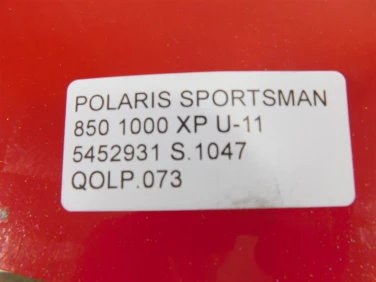 POLARIS SPORTSMAN
850 1000 XP U-11
5452931 S.1047
QOLP.073